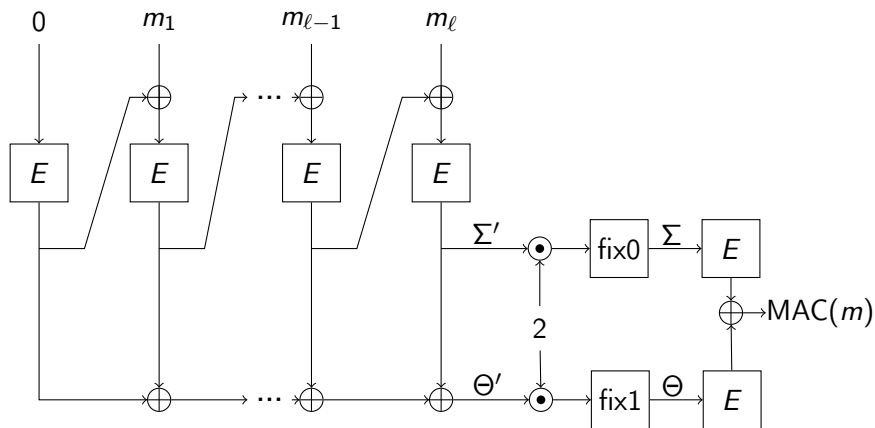 0 m₁ mℓ₋₁ mℓ
...
E E E E
Σ′ fix0 Σ E
2 MAC(m)
... Θ′ fix1 Θ E